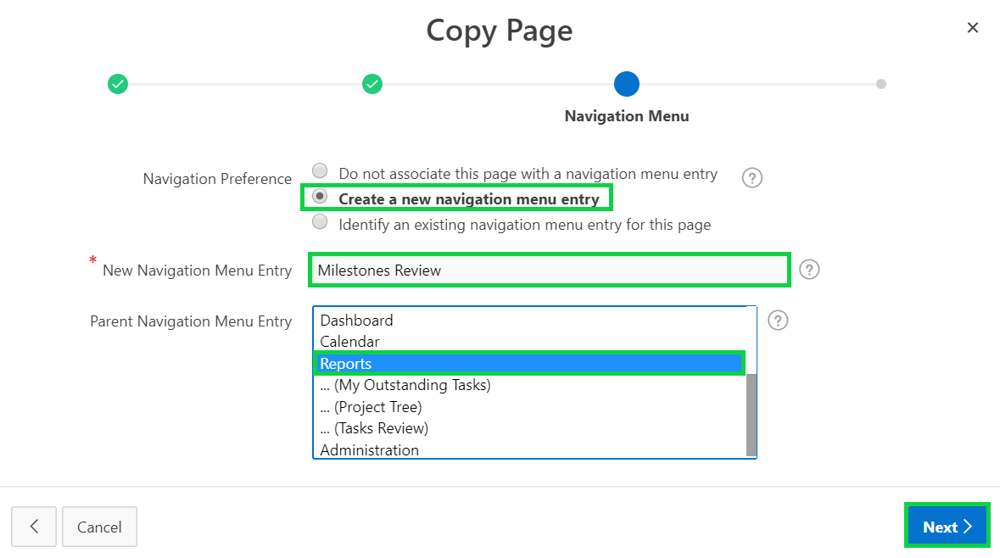 Copy Page
Navigation Menu
Navigation Preference
Do not associate this page with a navigation menu entry
Create a new navigation menu entry
Identify an existing navigation menu entry for this page
* New Navigation Menu Entry
Milestones Review
Parent Navigation Menu Entry
Dashboard
Calendar
Reports
... (My Outstanding Tasks)
... (Project Tree)
... (Tasks Review)
Administration
Cancel
Next